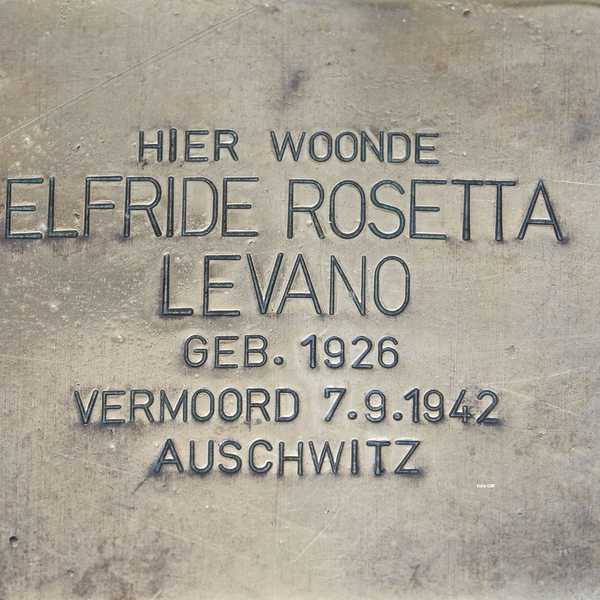 HIER WOONDE
ELFRIDE ROSETTA
LEVANO
GEB. 1926
VERMOORD 7.9.1942
AUSCHWITZ